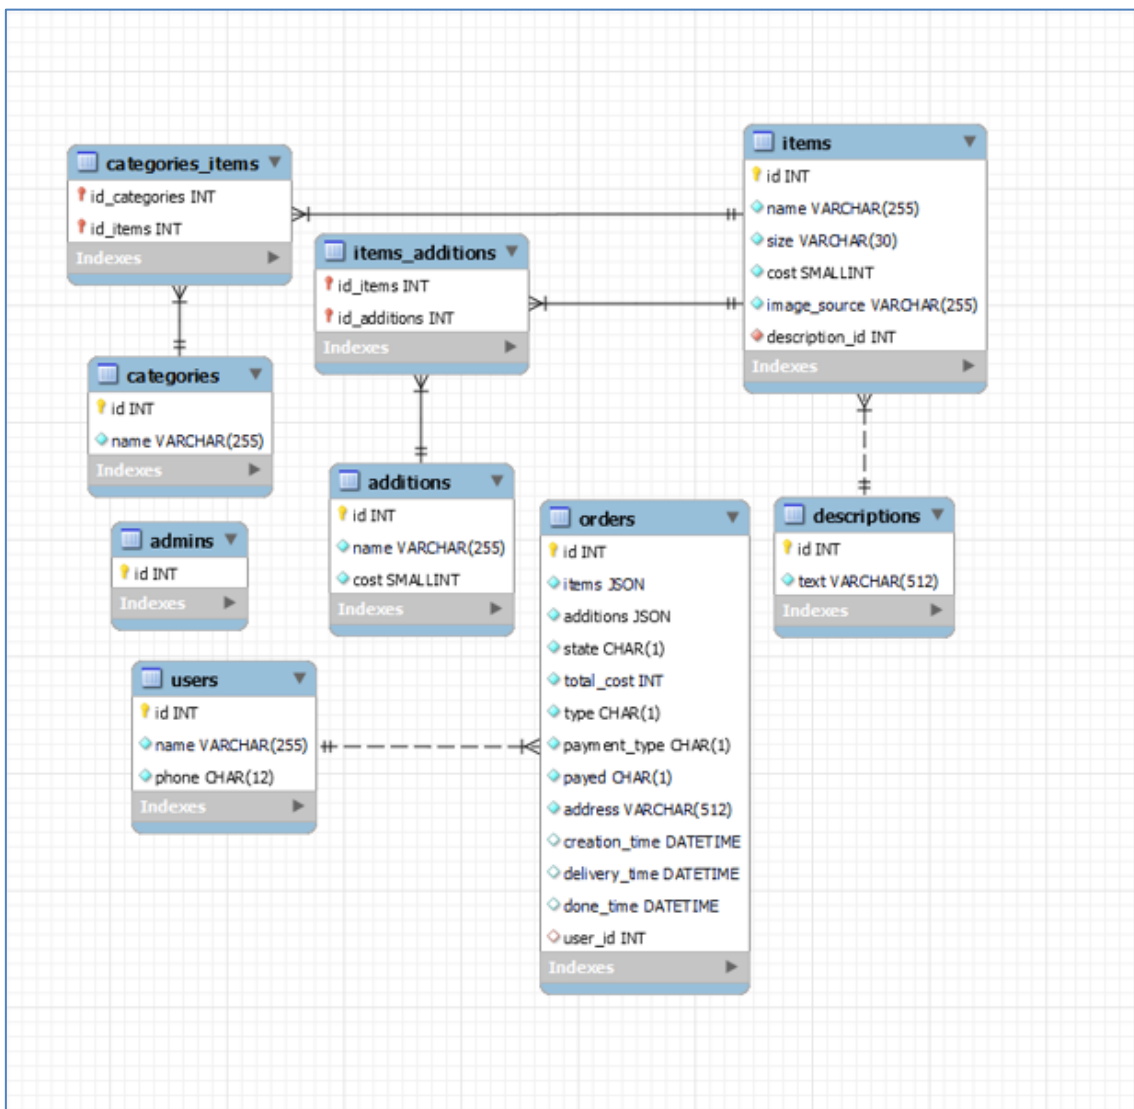 categories_items
id_categories INT
id_items INT
Indexes
items_additions
id_items INT
id_additions INT
Indexes
items
id INT
name VARCHAR(255)
size VARCHAR(30)
cost SMALLINT
image_source VARCHAR(255)
description_id INT
Indexes
categories
id INT
name VARCHAR(255)
Indexes
additions
id INT
name VARCHAR(255)
cost SMALLINT
Indexes
admins
id INT
Indexes
orders
id INT
items JSON
additions JSON
state CHAR(1)
total_cost INT
type CHAR(1)
payment_type CHAR(1)
payed CHAR(1)
address VARCHAR(512)
creation_time DATETIME
delivery_time DATETIME
done_time DATETIME
user_id INT
Indexes
descriptions
id INT
text VARCHAR(512)
Indexes
users
id INT
name VARCHAR(255)
phone CHAR(12)
Indexes